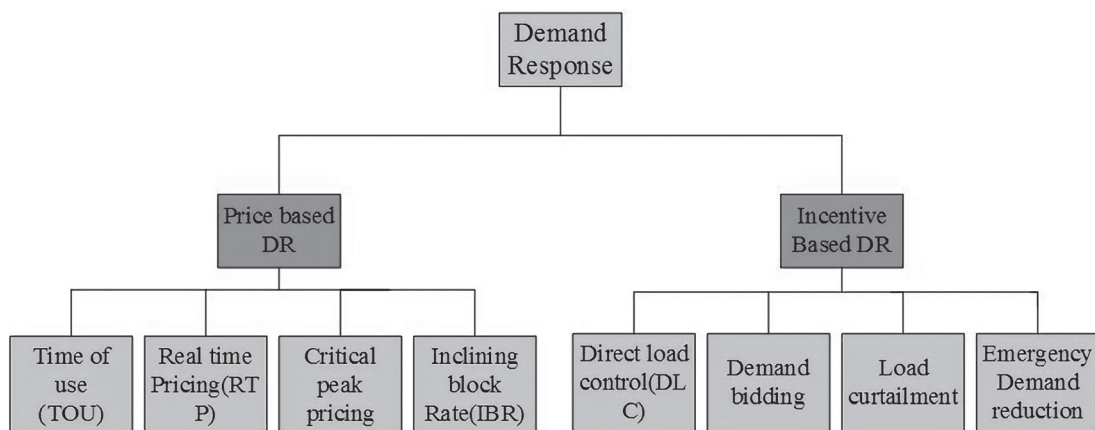 Demand
Response
Price based
DR
Incentive
Based DR
Time of
use
(TOU)
Real time
Pricing(RT
P)
Critical
peak
pricing
Inclining
block
Rate(IBR)
Direct load
control(DL
C)
Demand
bidding
Load
curtailment
Emergency
Demand
reduction